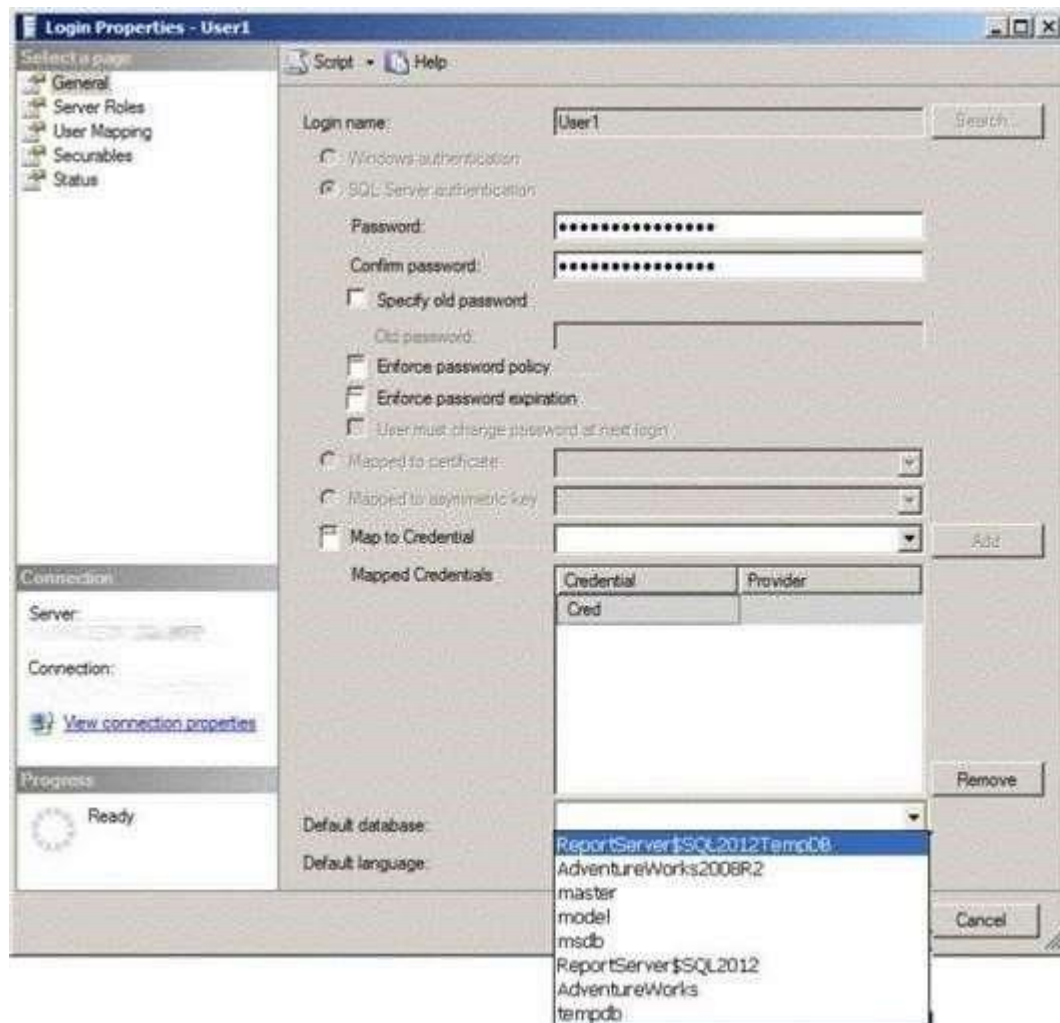 Login Properties - User1
Select a page
General
Server Roles
User Mapping
Securables
Status
Script Help
Login name: User1 Search...
Windows authentication
SQL Server authentication
Password:
Confirm password:
Specify old password
Old password:
Enforce password policy
Enforce password expiration
User must change password at next login
Mapped to certificate
Mapped to asymmetric key
Map to Credential Add
Mapped Credentials Credential Provider
Cred
Remove
Connection
Server:
Connection:
View connection properties
Progress
Ready
Default database:
Default language:
ReportServer$SQL2012TempDB
AdventureWorks2008R2
master
model
msdb
ReportServer$SQL2012
AdventureWorks
tempdb
Cancel